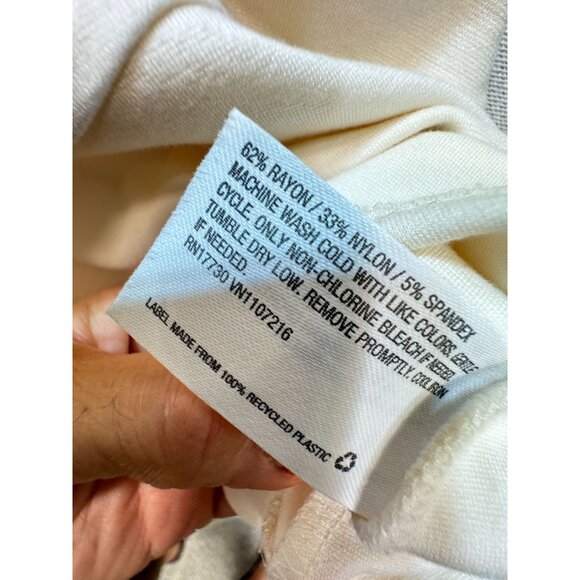 62% RAYON / 33% NYLON / 5% SPANDEX
MACHINE WASH COLD WITH LIKE COLORS. GENTLE
CYCLE. ONLY NON-CHLORINE BLEACH IF NEEDED.
TUMBLE DRY LOW. REMOVE PROMPTLY. COOL IRON
IF NEEDED.
RN17730 VN1107216
LABEL MADE FROM 100% RECYCLED PLASTIC